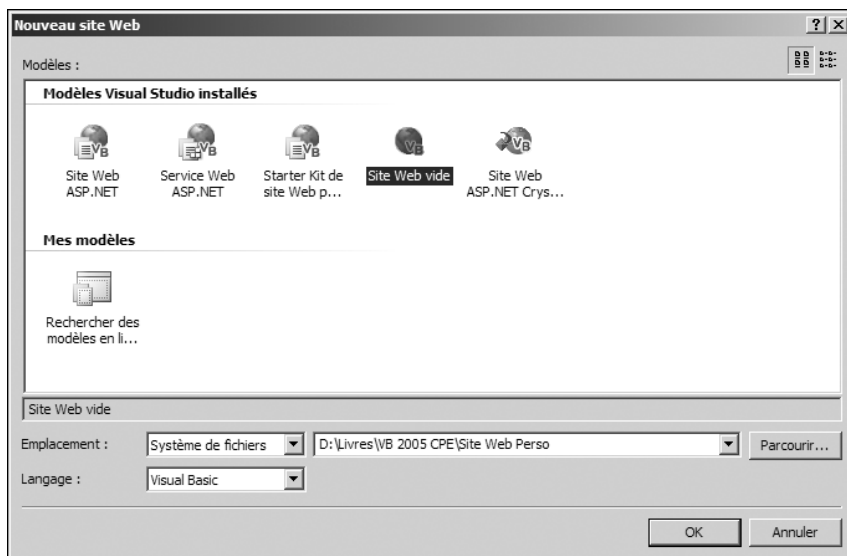 Nouveau site Web
Modèles :
Modèles Visual Studio installés
Site Web
ASP.NET
Service Web
ASP.NET
Starter Kit de
site Web p...
Site Web vide
Site Web
ASP.NET Crys...
Mes modèles
Rechercher des
modèles en li...
Site Web vide
Emplacement : Système de fichiers D:\Livres\VB 2005 CPE\Site Web Perso Parcourir...
Langage : Visual Basic
OK Annuler